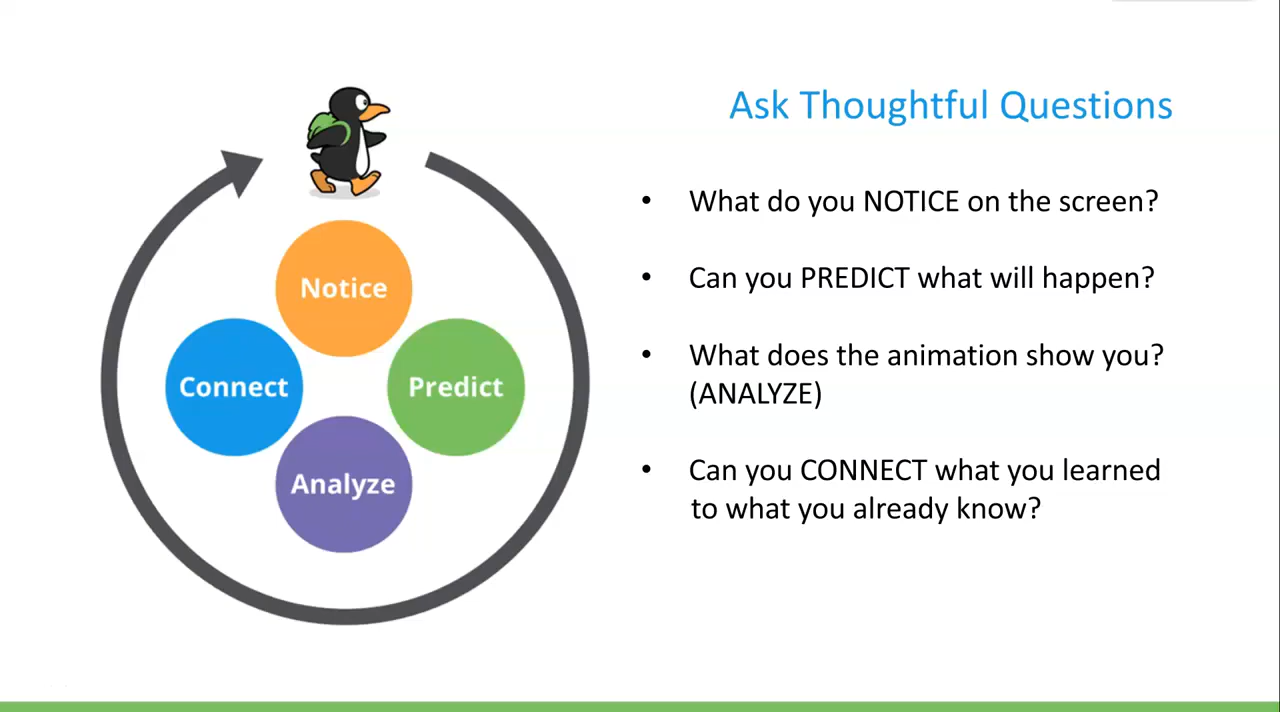 Ask Thoughtful Questions
Notice
Connect
Predict
Analyze
• What do you NOTICE on the screen?
• Can you PREDICT what will happen?
• What does the animation show you?
(ANALYZE)
• Can you CONNECT what you learned
to what you already know?